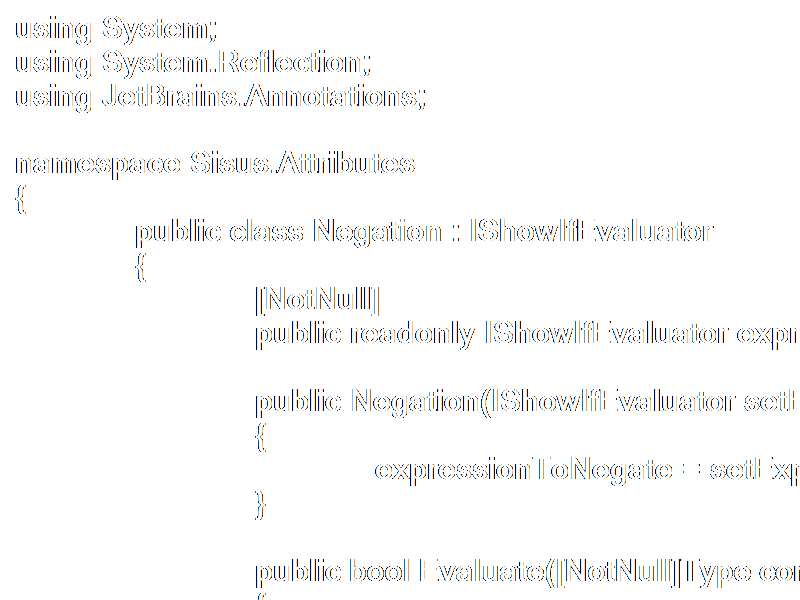 using System;
using System.Reflection;
using JetBrains.Annotations;
namespace Sisus.Attributes
{
public class Negation : IShowIfEvaluator
{
[NotNull]
public readonly IShowIfEvaluator expr
public Negation(IShowIfEvaluator setE
{
expressionToNegate = setExp
}
public bool Evaluate([NotNull]Type con
{